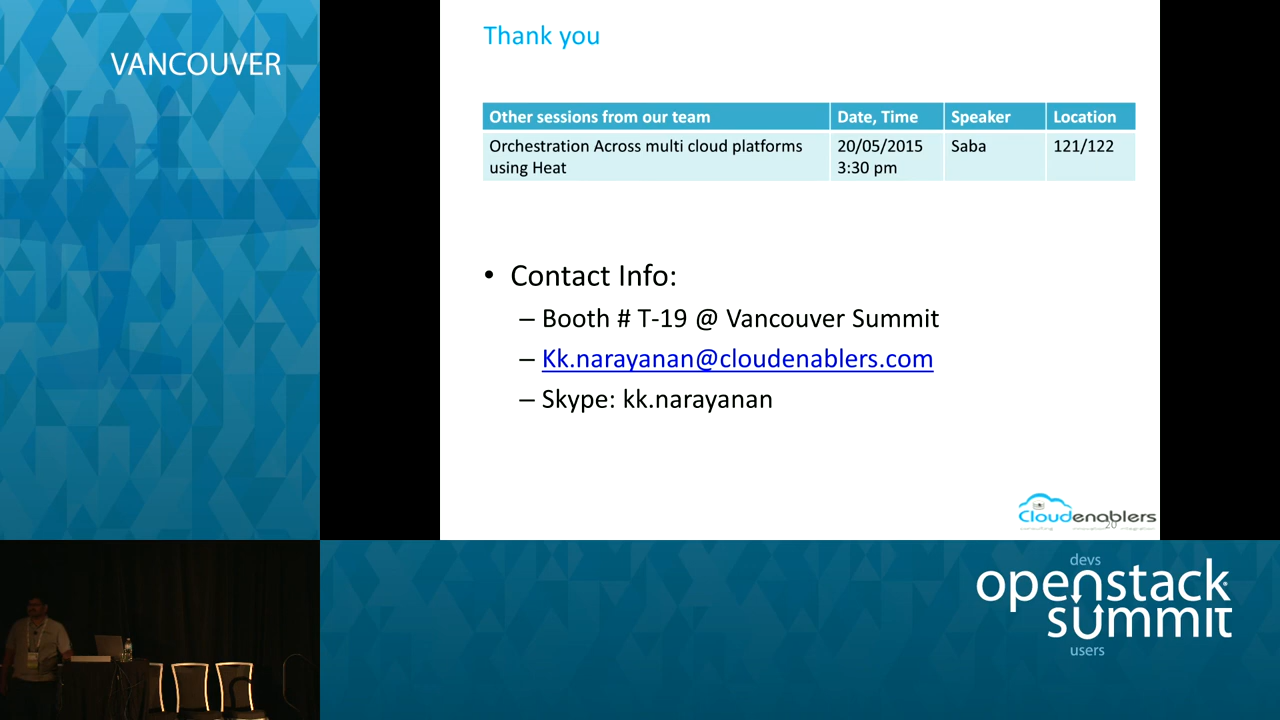 VANCOUVER
Thank you
Other sessions from our team Date, Time Speaker Location
Orchestration Across multi cloud platforms 20/05/2015 Saba 121/122
using Heat 3:30 pm
• Contact Info:
– Booth # T-19 @ Vancouver Summit
– Kk.narayanan@cloudenablers.com
– Skype: kk.narayanan
Cloudenablers
20
devs
openstack
summit
users